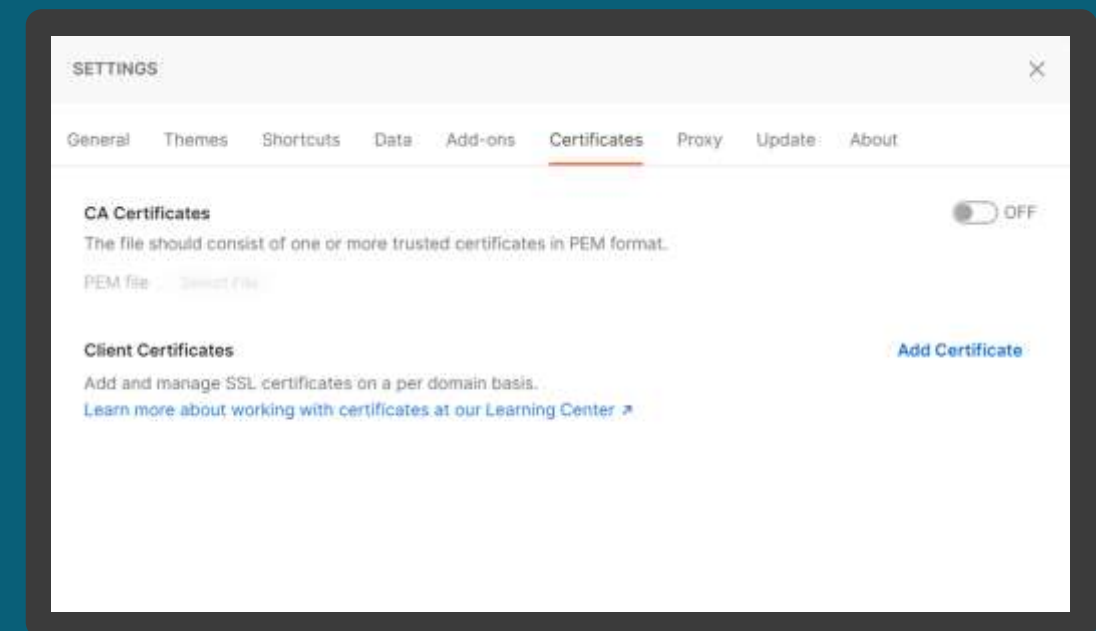 SETTINGS
General Themes Shortcuts Data Add-ons Certificates Proxy Update About
CA Certificates OFF
The file should consist of one or more trusted certificates in PEM format.
PEM file Select File
Client Certificates Add Certificate
Add and manage SSL certificates on a per domain basis.
Learn more about working with certificates at our Learning Center ↗